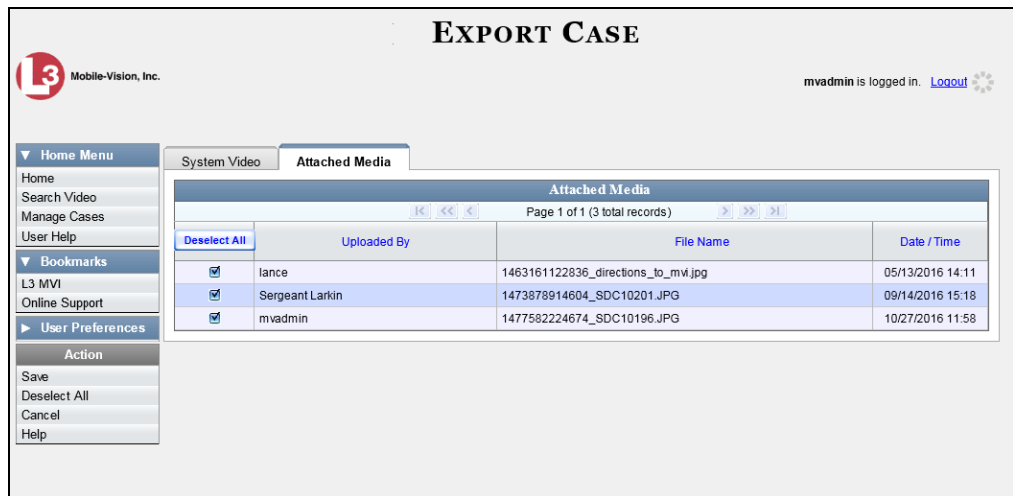 EXPORT CASE
L3 Mobile-Vision, Inc.
mvadmin is logged in. Logout
▼ Home Menu
Home
Search Video
Manage Cases
User Help
▼ Bookmarks
L3 MVI
Online Support
▶ User Preferences
Action
Save
Deselect All
Cancel
Help
System Video
Attached Media
Attached Media
|< << < Page 1 of 1 (3 total records) > >> >|
Deselect All Uploaded By File Name Date / Time
lance 1463161122836_directions_to_mvi.jpg 05/13/2016 14:11
Sergeant Larkin 1473878914604_SDC10201.JPG 09/14/2016 15:18
mvadmin 1477582224674_SDC10196.JPG 10/27/2016 11:58